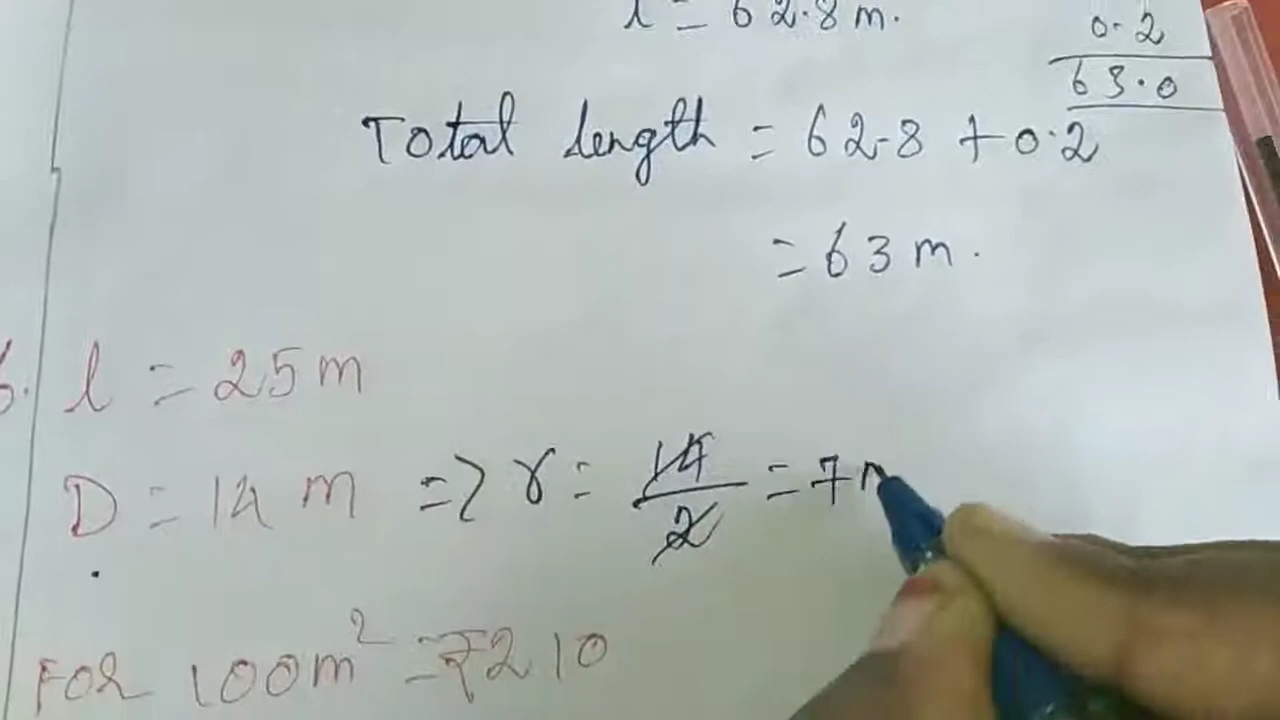 l = 62.8 m.
0.2
63.0
Total length = 62.8 + 0.2
= 63 m.
6. l = 25 m
D = 14 m => r = 14/2 = 7 m
For 100m² = ₹210